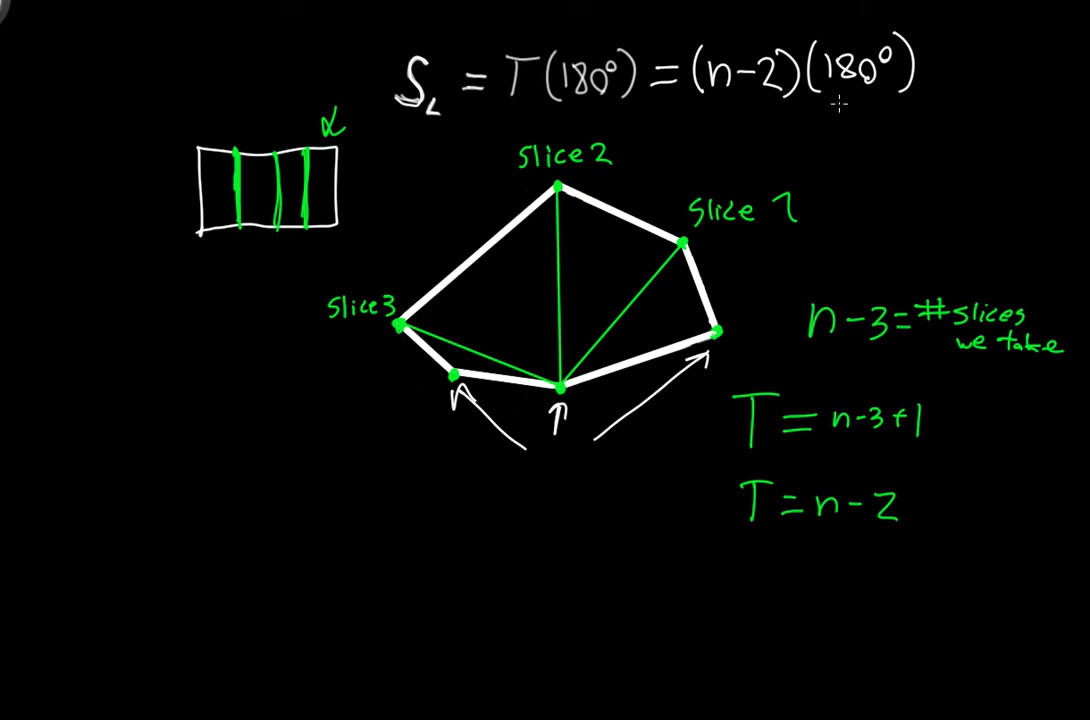 S∠ = T(180°) = (n-2)(180°)
∝
slice 2
slice 1
slice 3
n-3 = # slices
we take
T = n-3+1
T = n-2